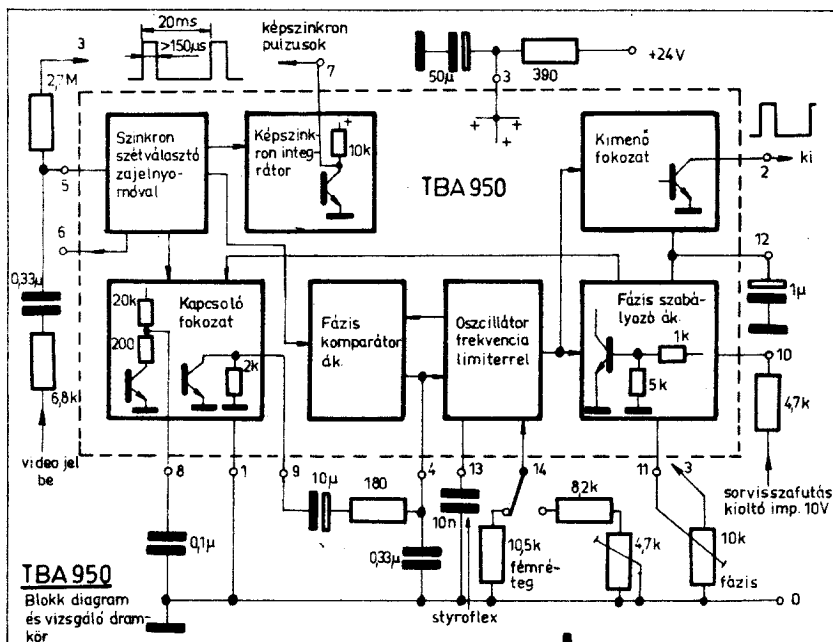 20ms
3
>150µs
képszinkron
pulzusok
7
50µ
3
390
+24V
2,7M
Szinkron
szétválasztó
zajelnyo-
móval
Képszink-
ron integ-
rátor
+
10k
+
+
+
TBA 950
Kimenő
fokozat
2
ki
5
6
12
1µ
0,33µ
6,8k
video jel
be
20k
200
Kapcsoló
fokozat
2k
Fázis
komparátor
ák.
Oszcillátor
frekvencia
limiterrel
Fázis szabá-
lyozó ák.
1k
5k
10
4,7k
8
1
9
4
13
14
11
3
sorvisszafutás
kioltó imp. 10V
10µ
180
10n
8,2k
0,1µ
0,33µ
10,5k
fémré-
teg
4,7k
10k
fázis
0
styroflex
TBA 950
Blokk diagram
és vizsgáló áram-
kör